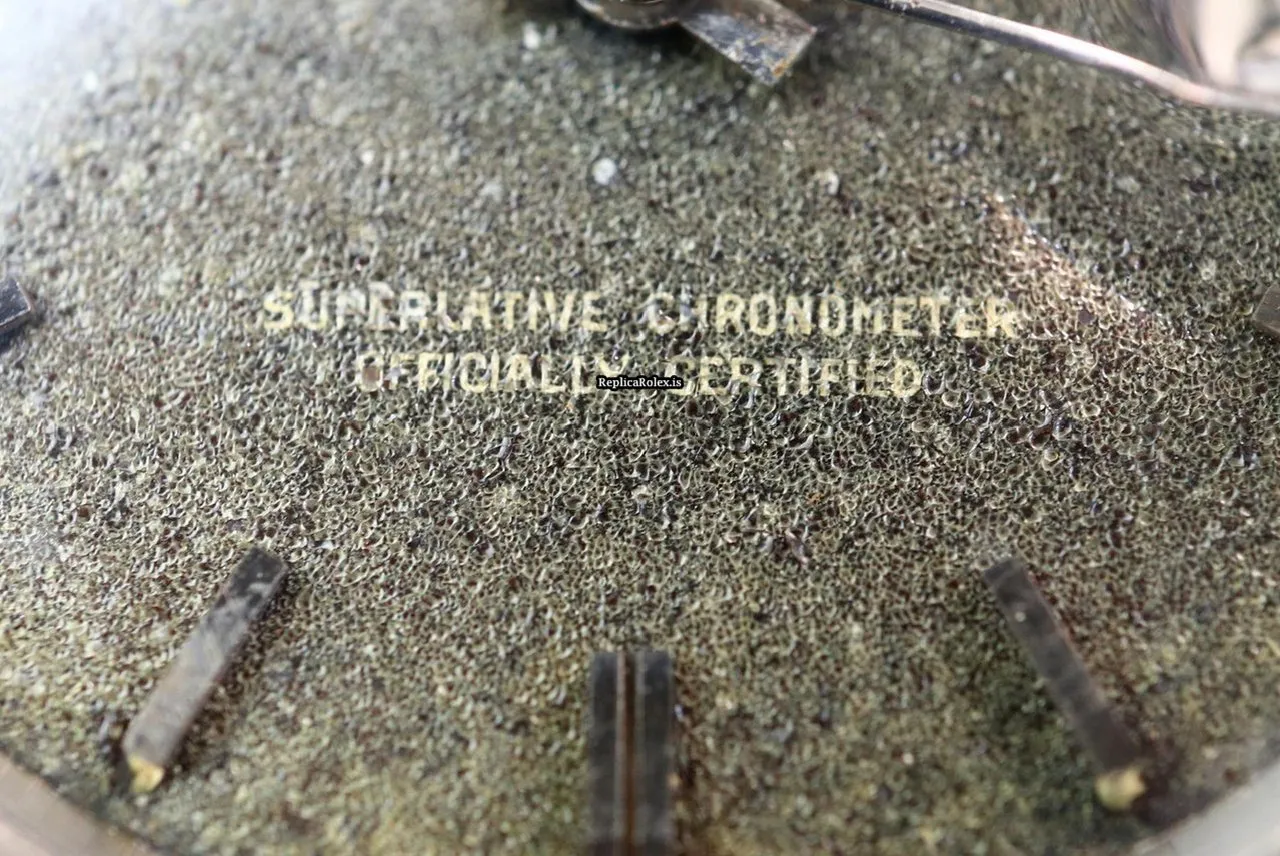 SUPERLATIVE CHRONOMETER
OFFICIALLY CERTIFIED
ReplicaRolex.is